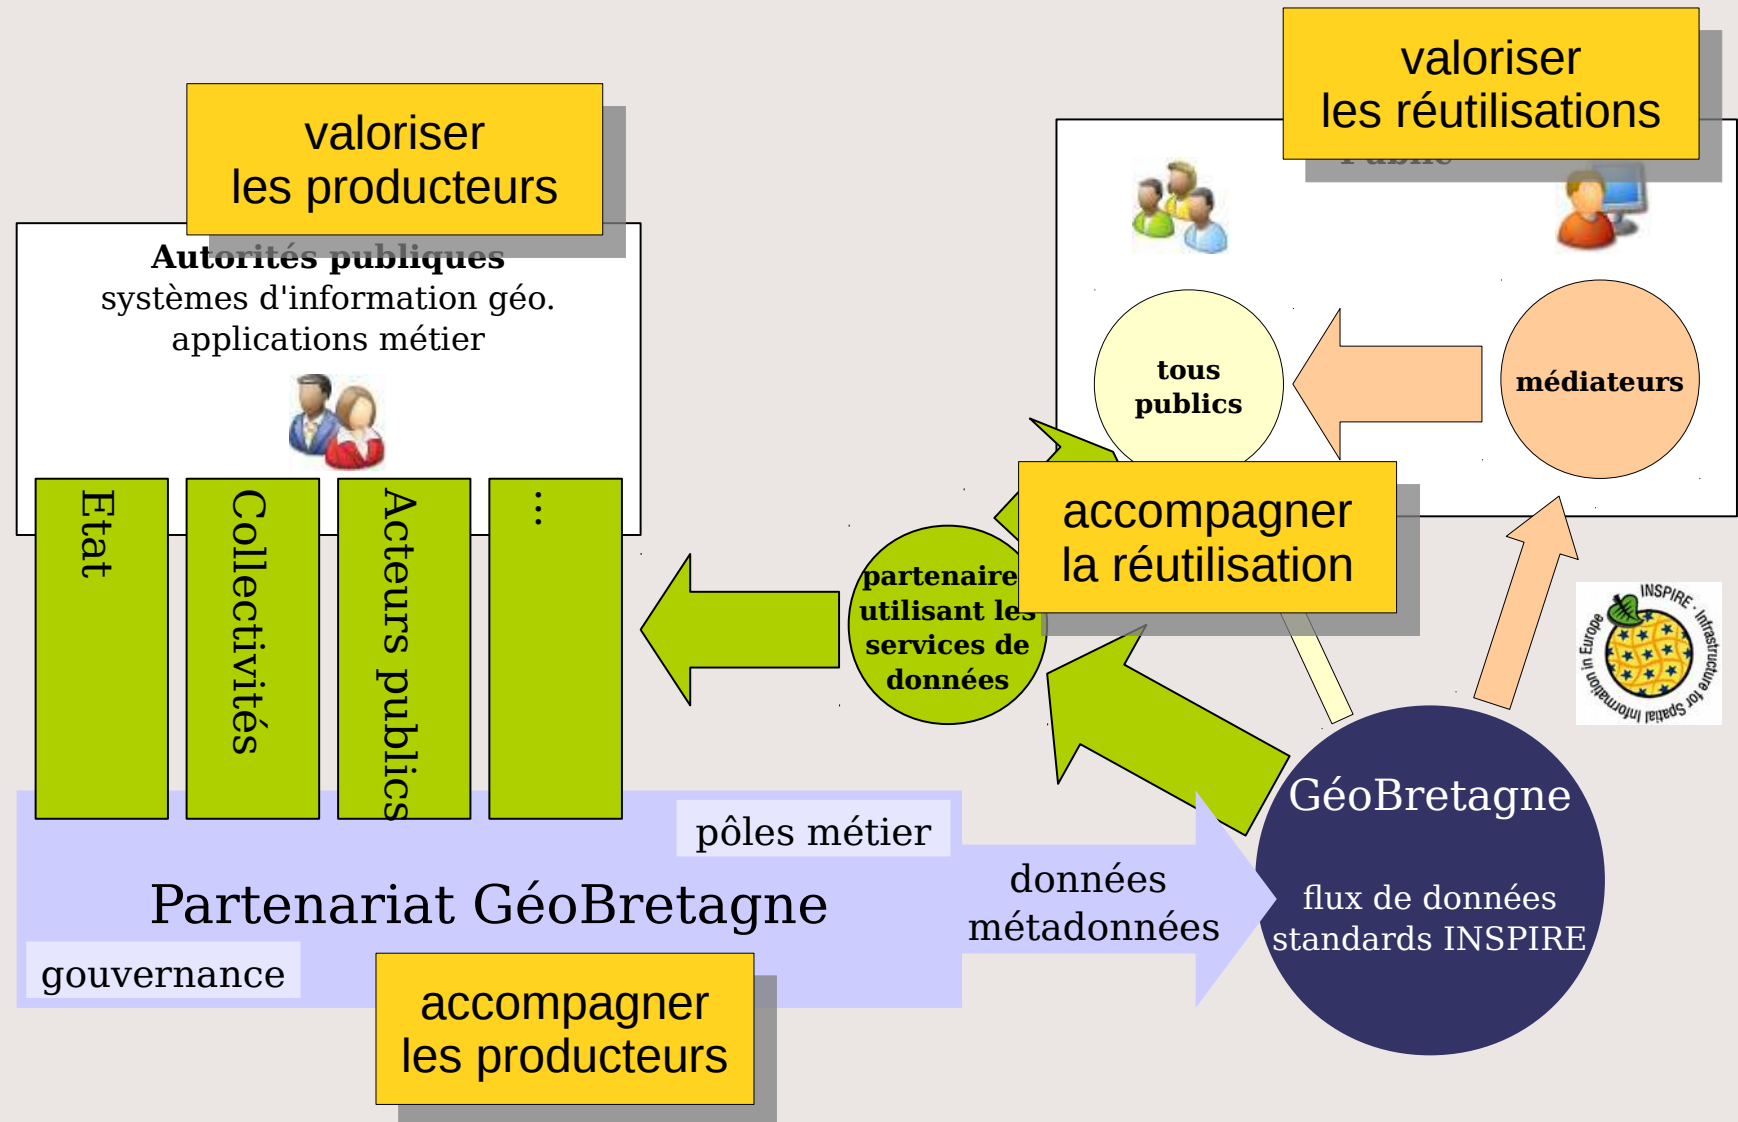 valoriser
les réutilisations
Public
valoriser
les producteurs
Autorités publiques
systèmes d'information géo.
applications métier
tous
publics
médiateurs
Etat
Collectivités
Acteurs publics
...
accompagner
la réutilisation
partenaire
utilisant les
services de
données
INSPIRE · Infrastructure for Spatial Information in Europe
GéoBretagne
flux de données
standards INSPIRE
pôles métier
Partenariat GéoBretagne
gouvernance
données
métadonnées
accompagner
les producteurs